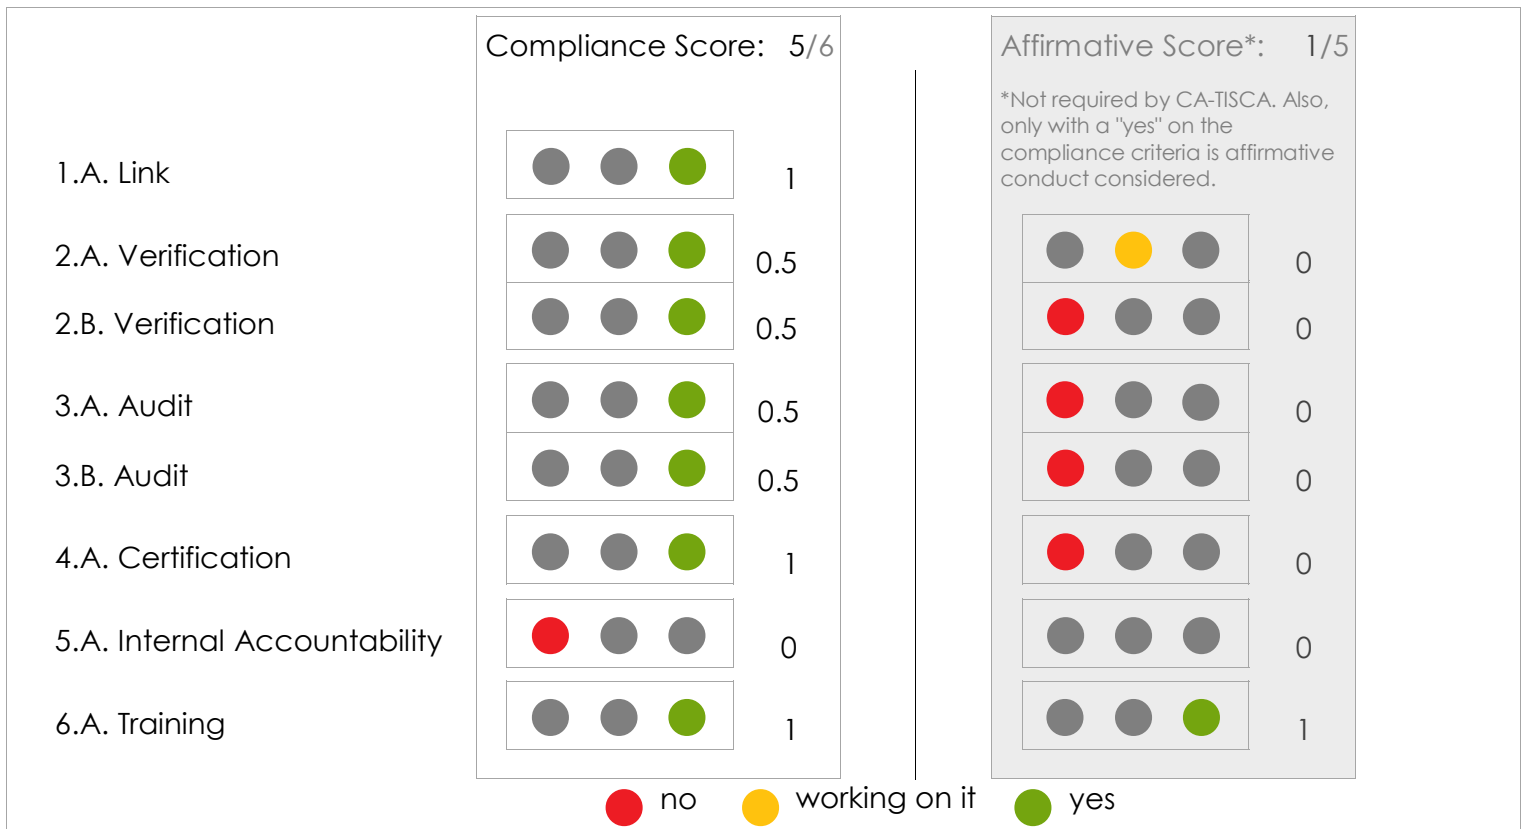 Compliance Score: 5/6
Affirmative Score*: 1/5
*Not required by CA-TISCA. Also,
only with a "yes" on the
compliance criteria is affirmative
conduct considered.
1.A. Link 1
2.A. Verification 0.5 0
2.B. Verification 0.5 0
3.A. Audit 0.5 0
3.B. Audit 0.5 0
4.A. Certification 1 0
5.A. Internal Accountability 0 0
6.A. Training 1 1
no working on it yes